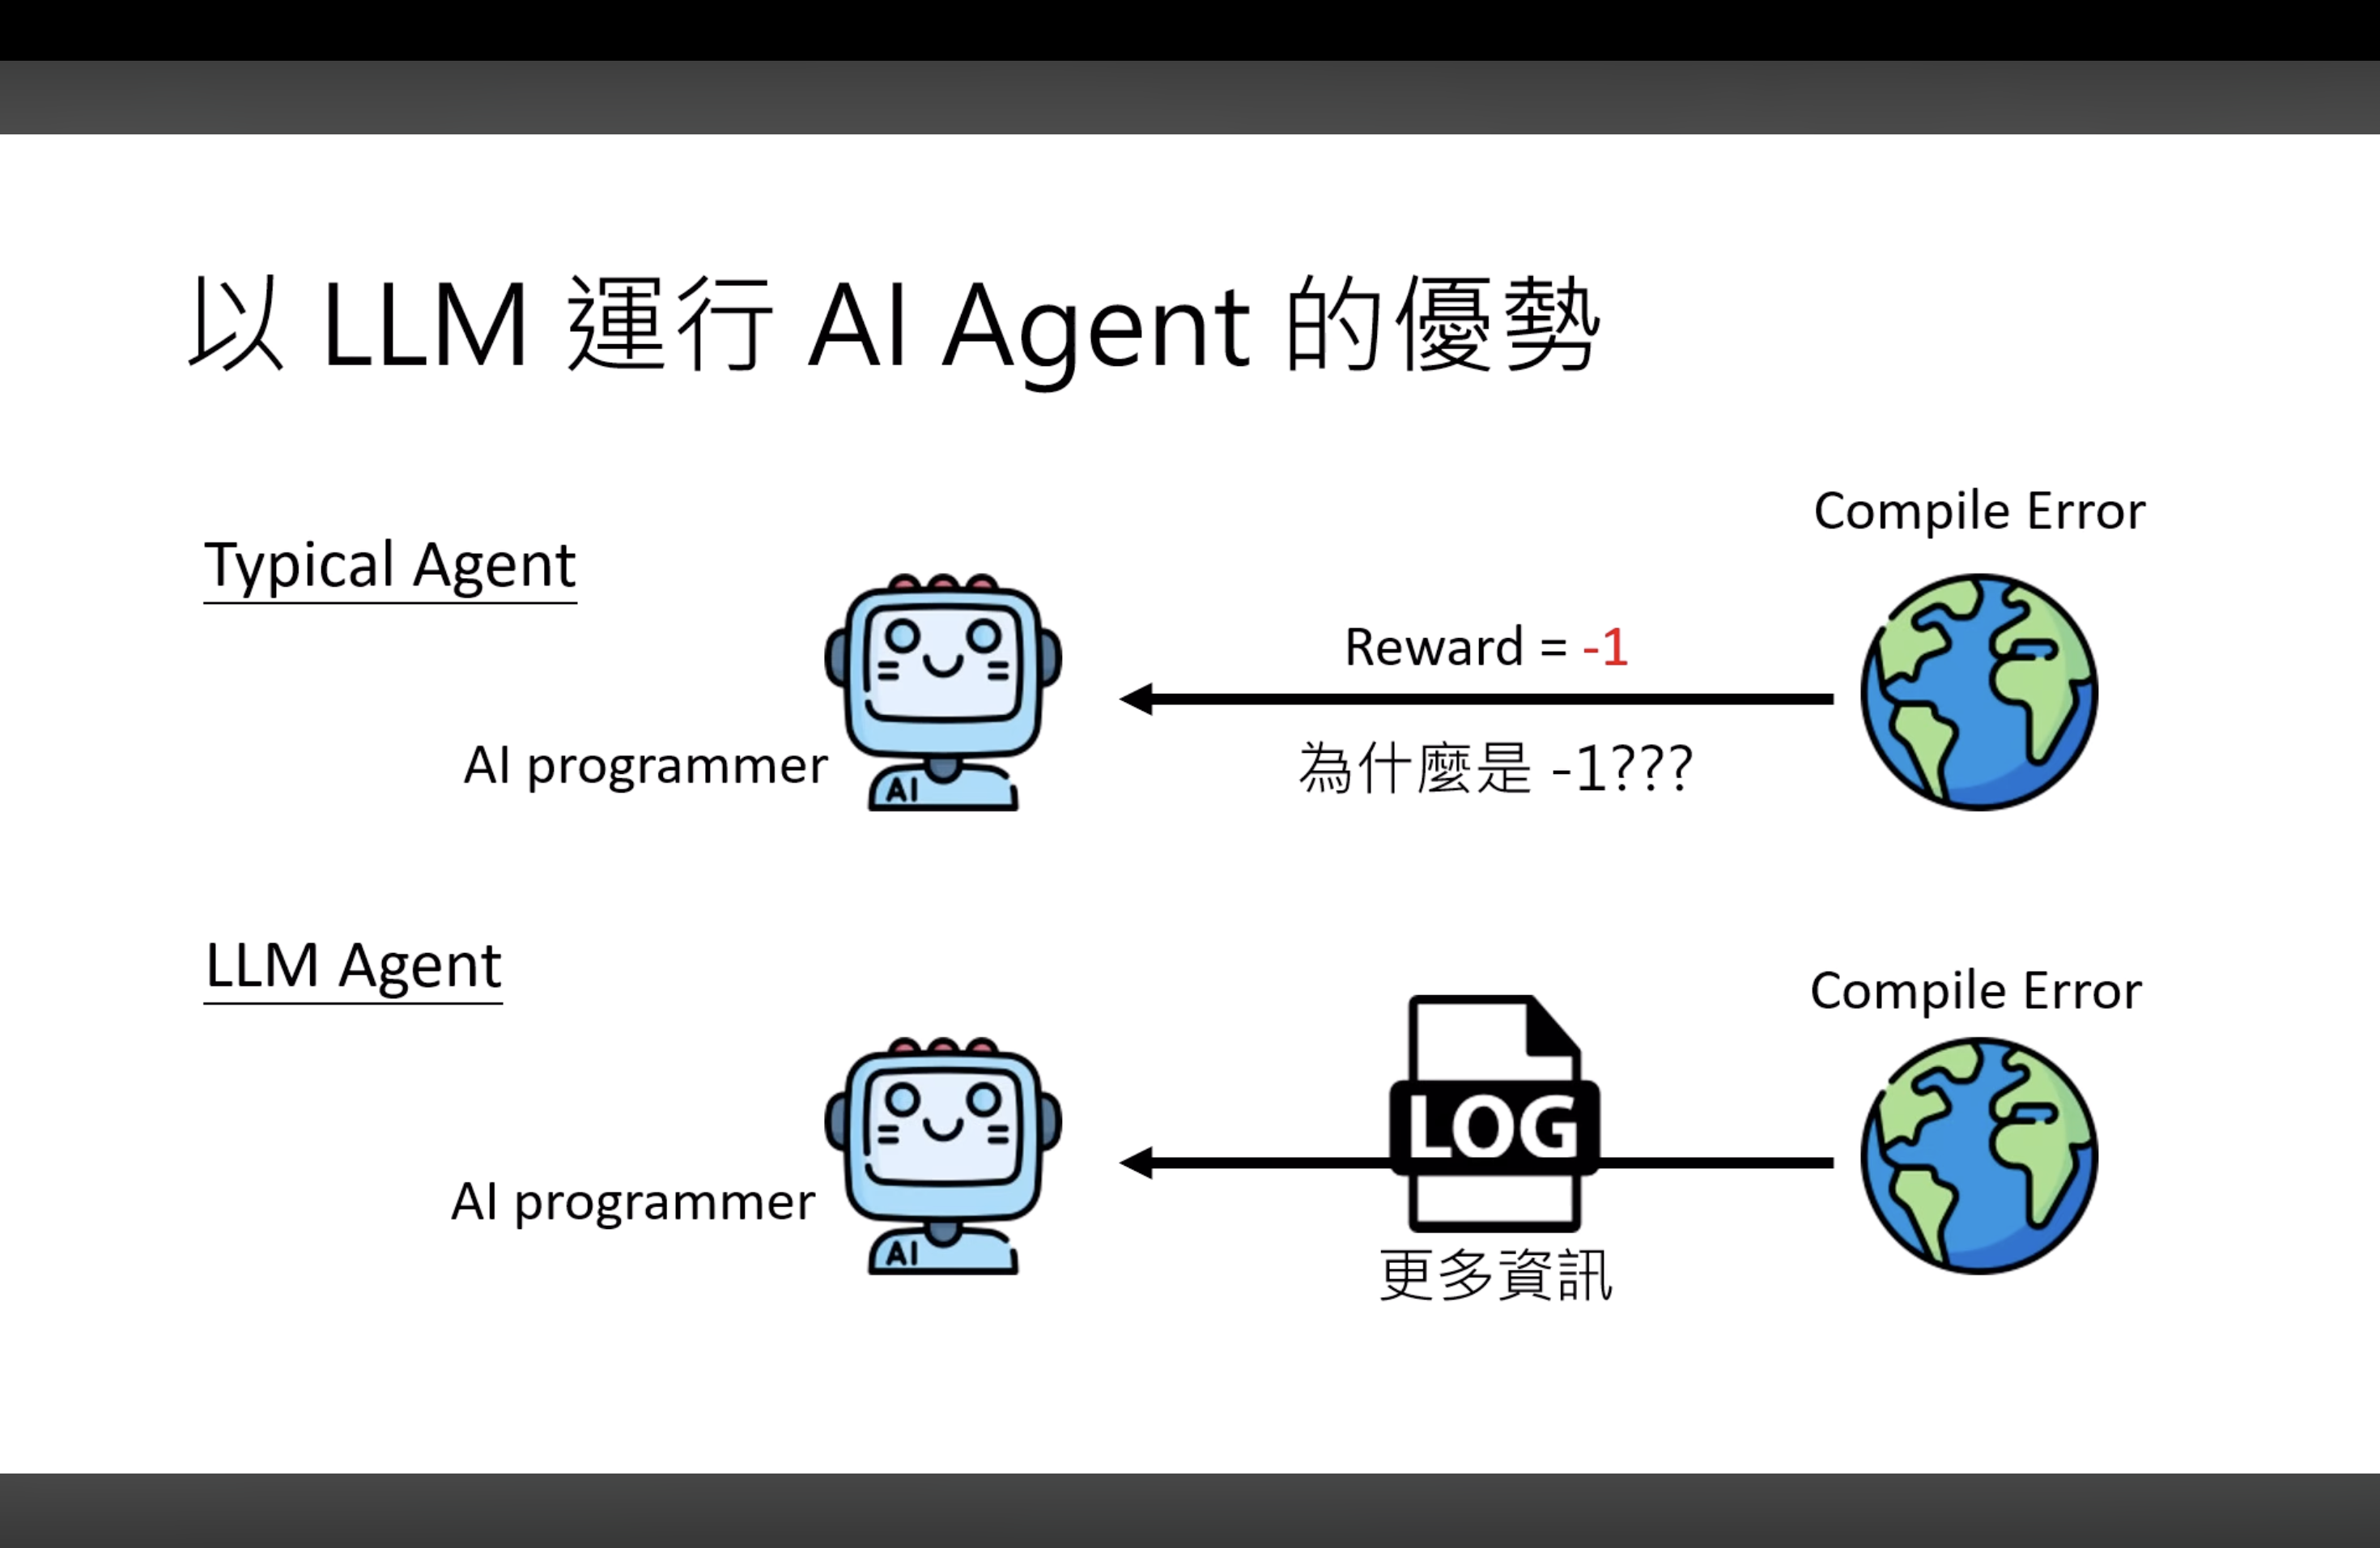 以 LLM 運行 AI Agent 的優勢
Compile Error
Typical Agent
Reward = -1
為什麼是 -1???
AI programmer
AI
LLM Agent
Compile Error
LOG
AI programmer
AI
更多資訊